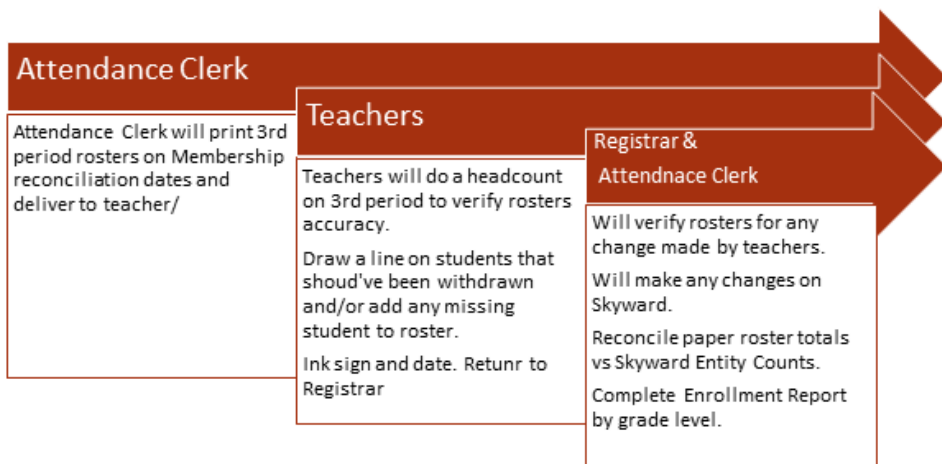 Attendance Clerk
Attendance Clerk will print 3rd
period rosters on Membership
reconciliation dates and
deliver to teacher/
Teachers
Teachers will do a headcount
on 3rd period to verify rosters
accuracy.
Draw a line on students that
shoud've been withdrawn
and/or add any missing
student to roster.
Ink sign and date. Retunr to
Registrar
Registrar &
Attendnace Clerk
Will verify rosters for any
change made by teachers.
Will make any changes on
Skyward.
Reconcile paper roster totals
vs Skyward Entity Counts.
Complete Enrollment Report
by grade level.